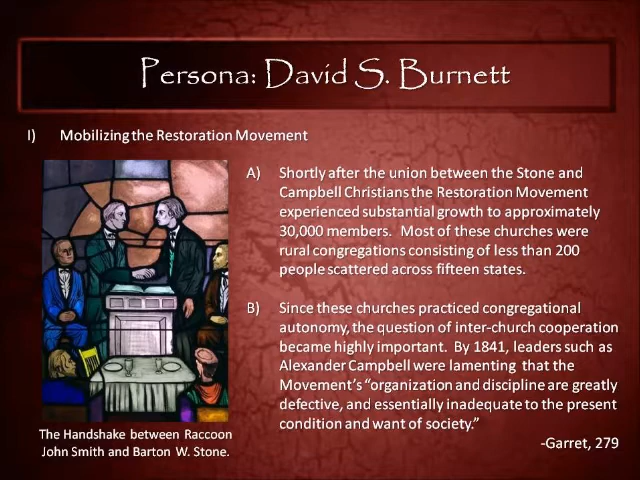 Persona: David S. Burnett
I) Mobilizing the Restoration Movement
A) Shortly after the union between the Stone and
Campbell Christians the Restoration Movement
experienced substantial growth to approximately
30,000 members. Most of these churches were
rural congregations consisting of less than 200
people scattered across fifteen states.
B) Since these churches practiced congregational
autonomy, the question of inter-church cooperation
became highly important. By 1841, leaders such as
Alexander Campbell were lamenting that the
Movement's “organization and discipline are greatly
defective, and essentially inadequate to the present
condition and want of society.”
-Garret, 279
The Handshake between Raccoon
John Smith and Barton W. Stone.